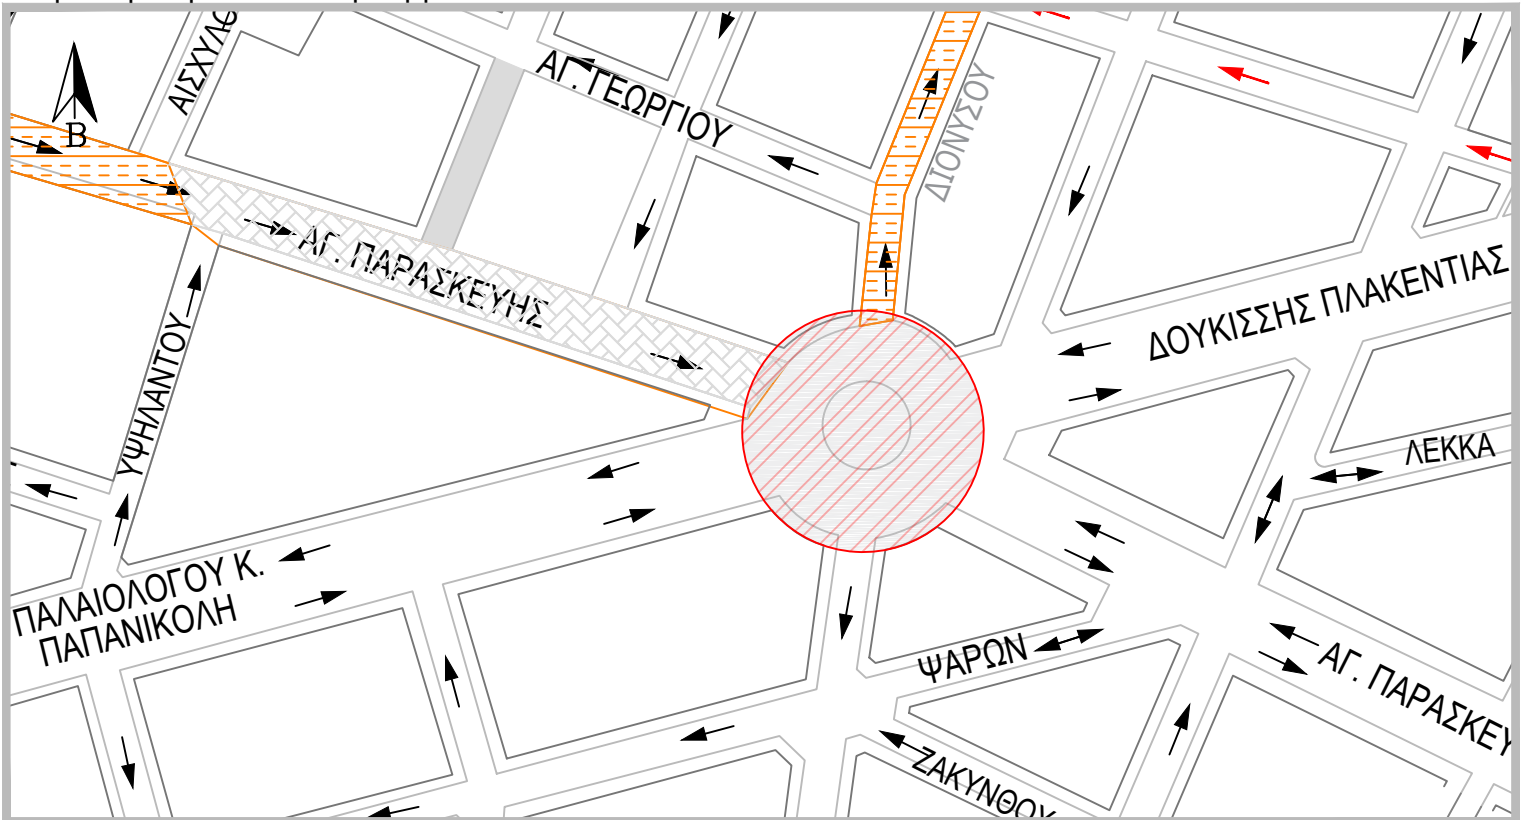 ΑΙΣΧΥΛΟ
ΑΓ. ΓΕΩΡΓΙΟΥ
ΔΙΟΝΥΣΟΥ
Β
ΑΓ. ΠΑΡΑΣΚΕΥΗΣ
ΔΟΥΚΙΣΣΗΣ ΠΛΑΚΕΝΤΙΑΣ
ΥΨΗΛΑΝΤΟΥ
ΛΕΚΚΑ
ΠΑΛΑΙΟΛΟΓΟΥ Κ.
ΠΑΠΑΝΙΚΟΛΗ
ΨΑΡΩΝ
ΑΓ. ΠΑΡΑΣΚΕΥ
ΖΑΚΥΝΘΟΥ